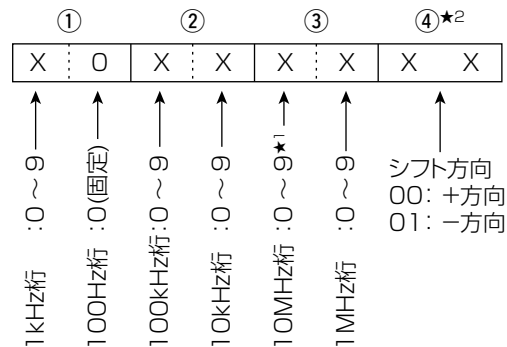 ① ② ③ ④★2
X 0 X X X X X X
1kHz桁 :0~9
100Hz桁 :0(固定)
100kHz桁:0~9
10kHz桁 :0~9
10MHz桁 :0~9★1
1MHz桁 :0~9
シフト方向
00:+方向
01:−方向